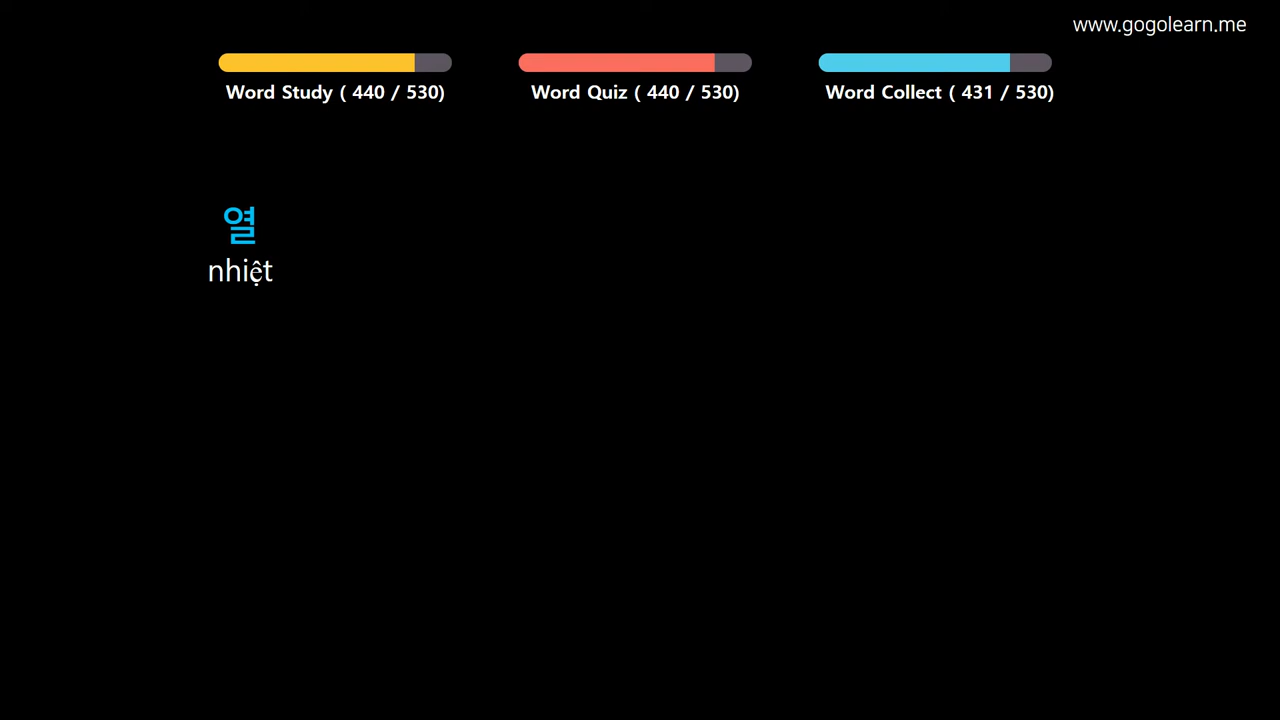 www.gogolearn.me
Word Study ( 440 / 530)
Word Quiz ( 440 / 530)
Word Collect ( 431 / 530)
열
nhiệt